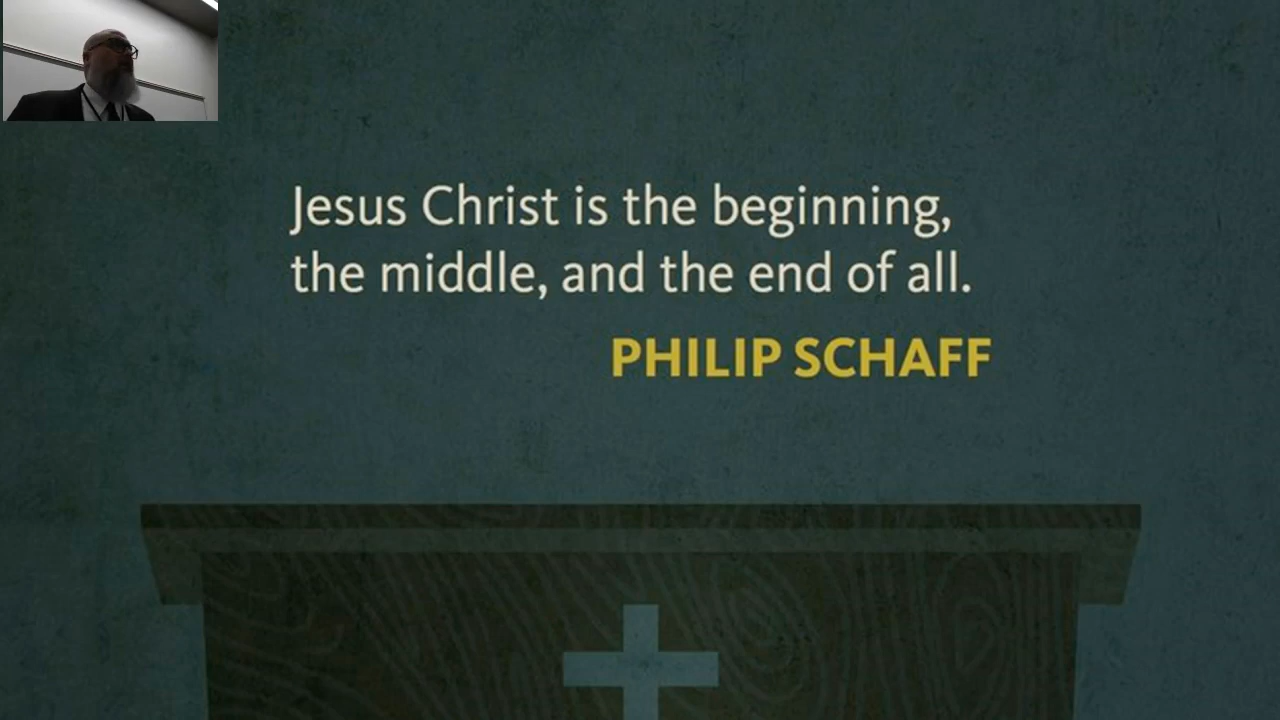 Jesus Christ is the beginning,
the middle, and the end of all.
PHILIP SCHAFF